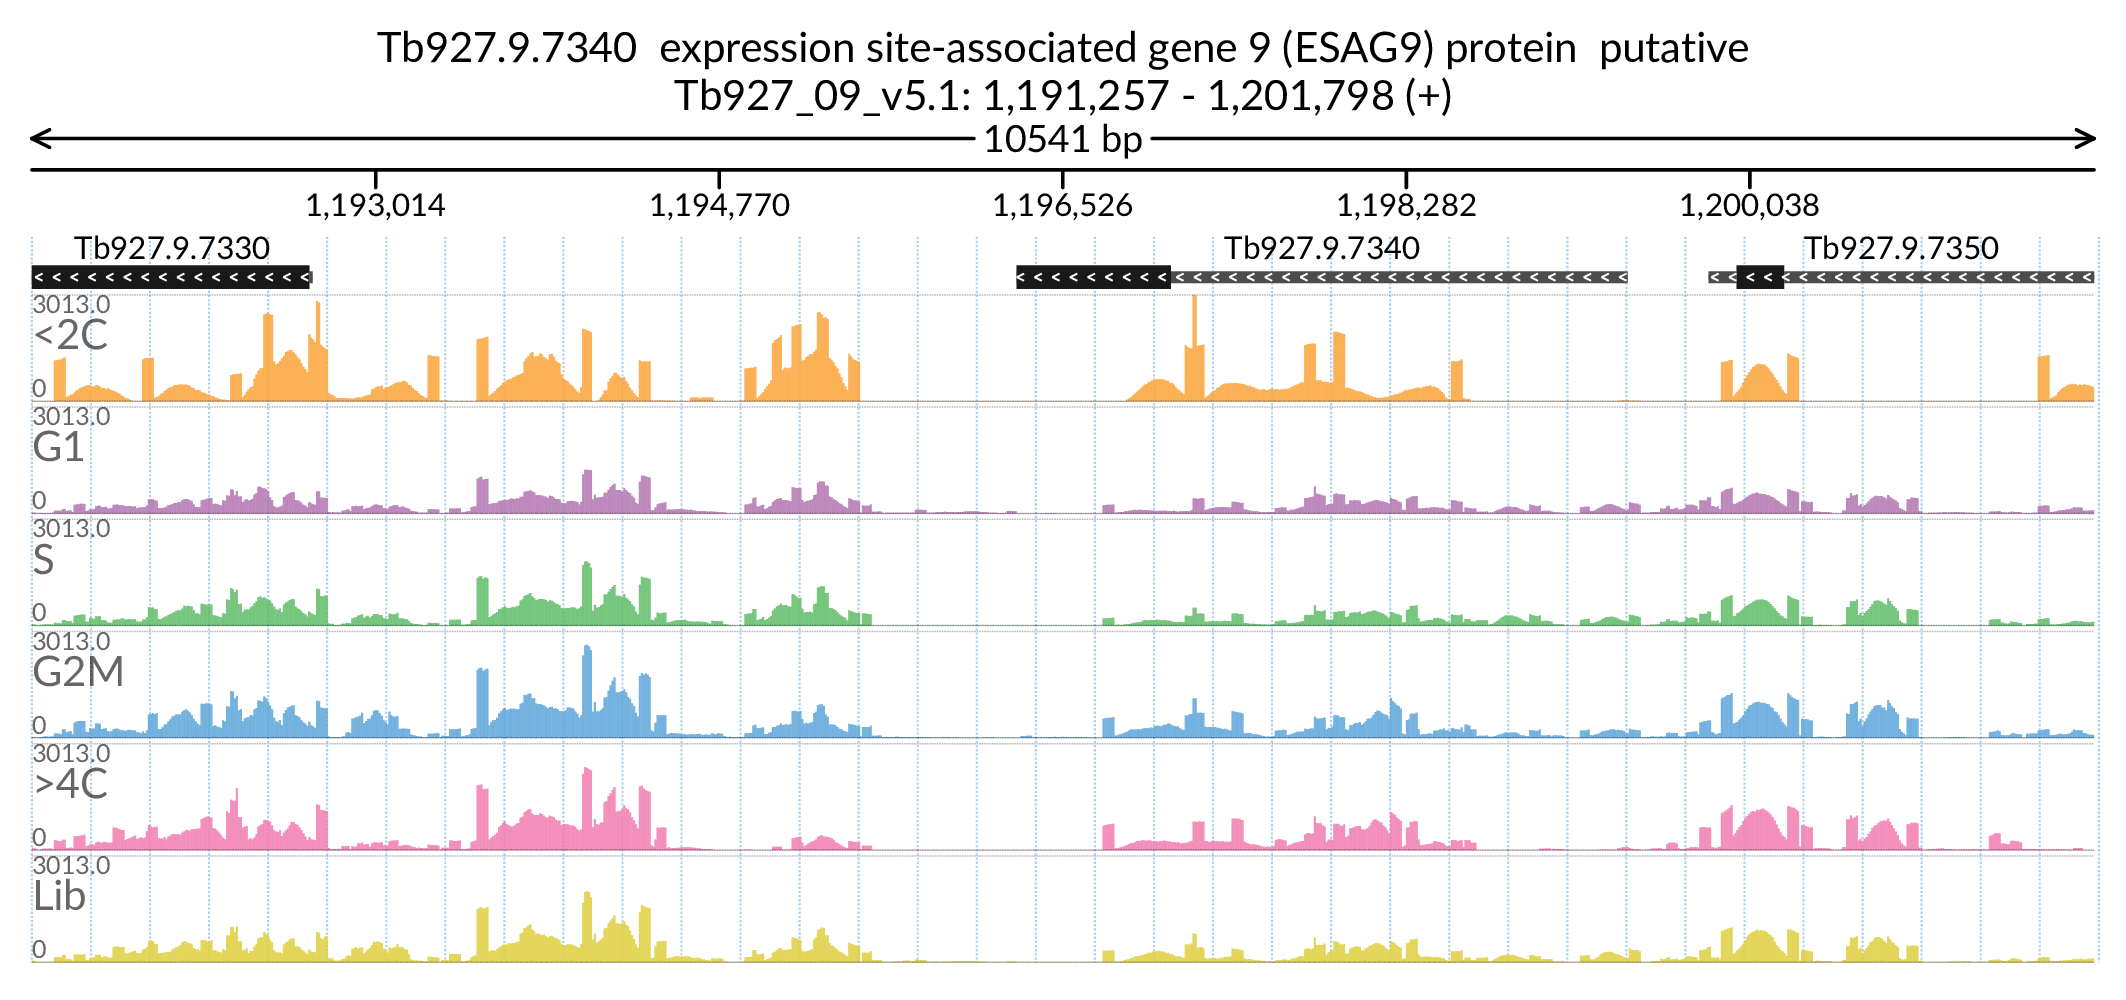 Tb927.9.7340  expression site-associated gene 9 (ESAG9) protein  putative
Tb927_09_v5.1: 1,191,257 - 1,201,798 (+)
10541 bp
1,193,014 1,194,770 1,196,526 1,198,282 1,200,038
Tb927.9.7330 Tb927.9.7340 Tb927.9.7350
3013.0
<2C
0
3013.0
G1
0
3013.0
S
0
3013.0
G2M
0
3013.0
>4C
0
3013.0
Lib
0